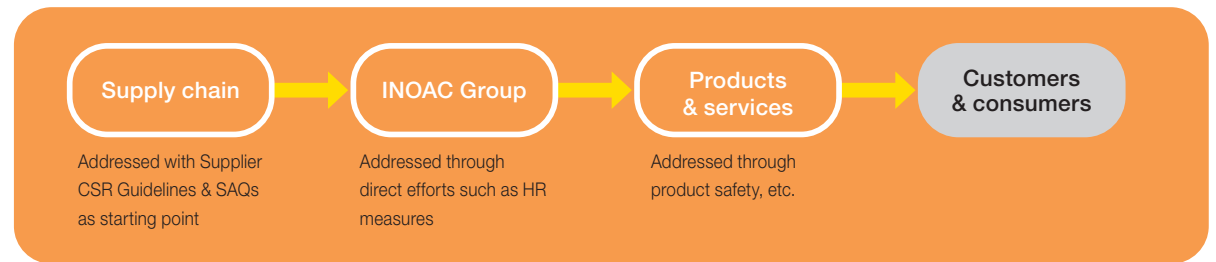 Supply chain
INOAC Group
Products
& services
Customers
& consumers
Addressed with Supplier
CSR Guidelines & SAQs
as starting point
Addressed through
direct efforts such as HR
measures
Addressed through
product safety, etc.